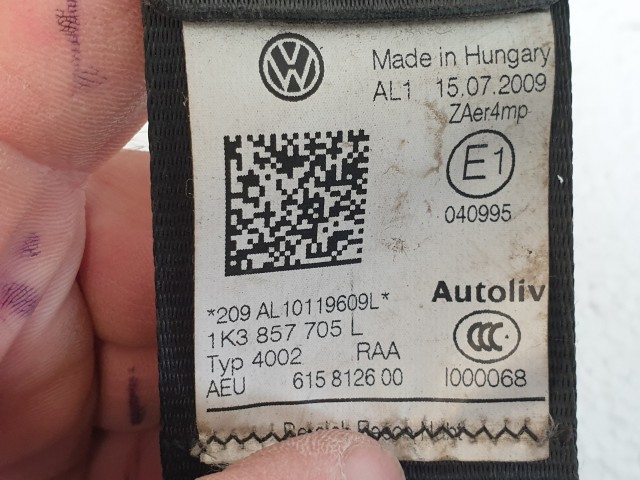 Made in Hungary
AL1 15.07.2009
ZAer4mp
E1
040995
*209 AL10119609L*
Autoliv
1K3 857 705 L
CCC
Typ 4002 RAA
AEU 615 8126 00 I000068